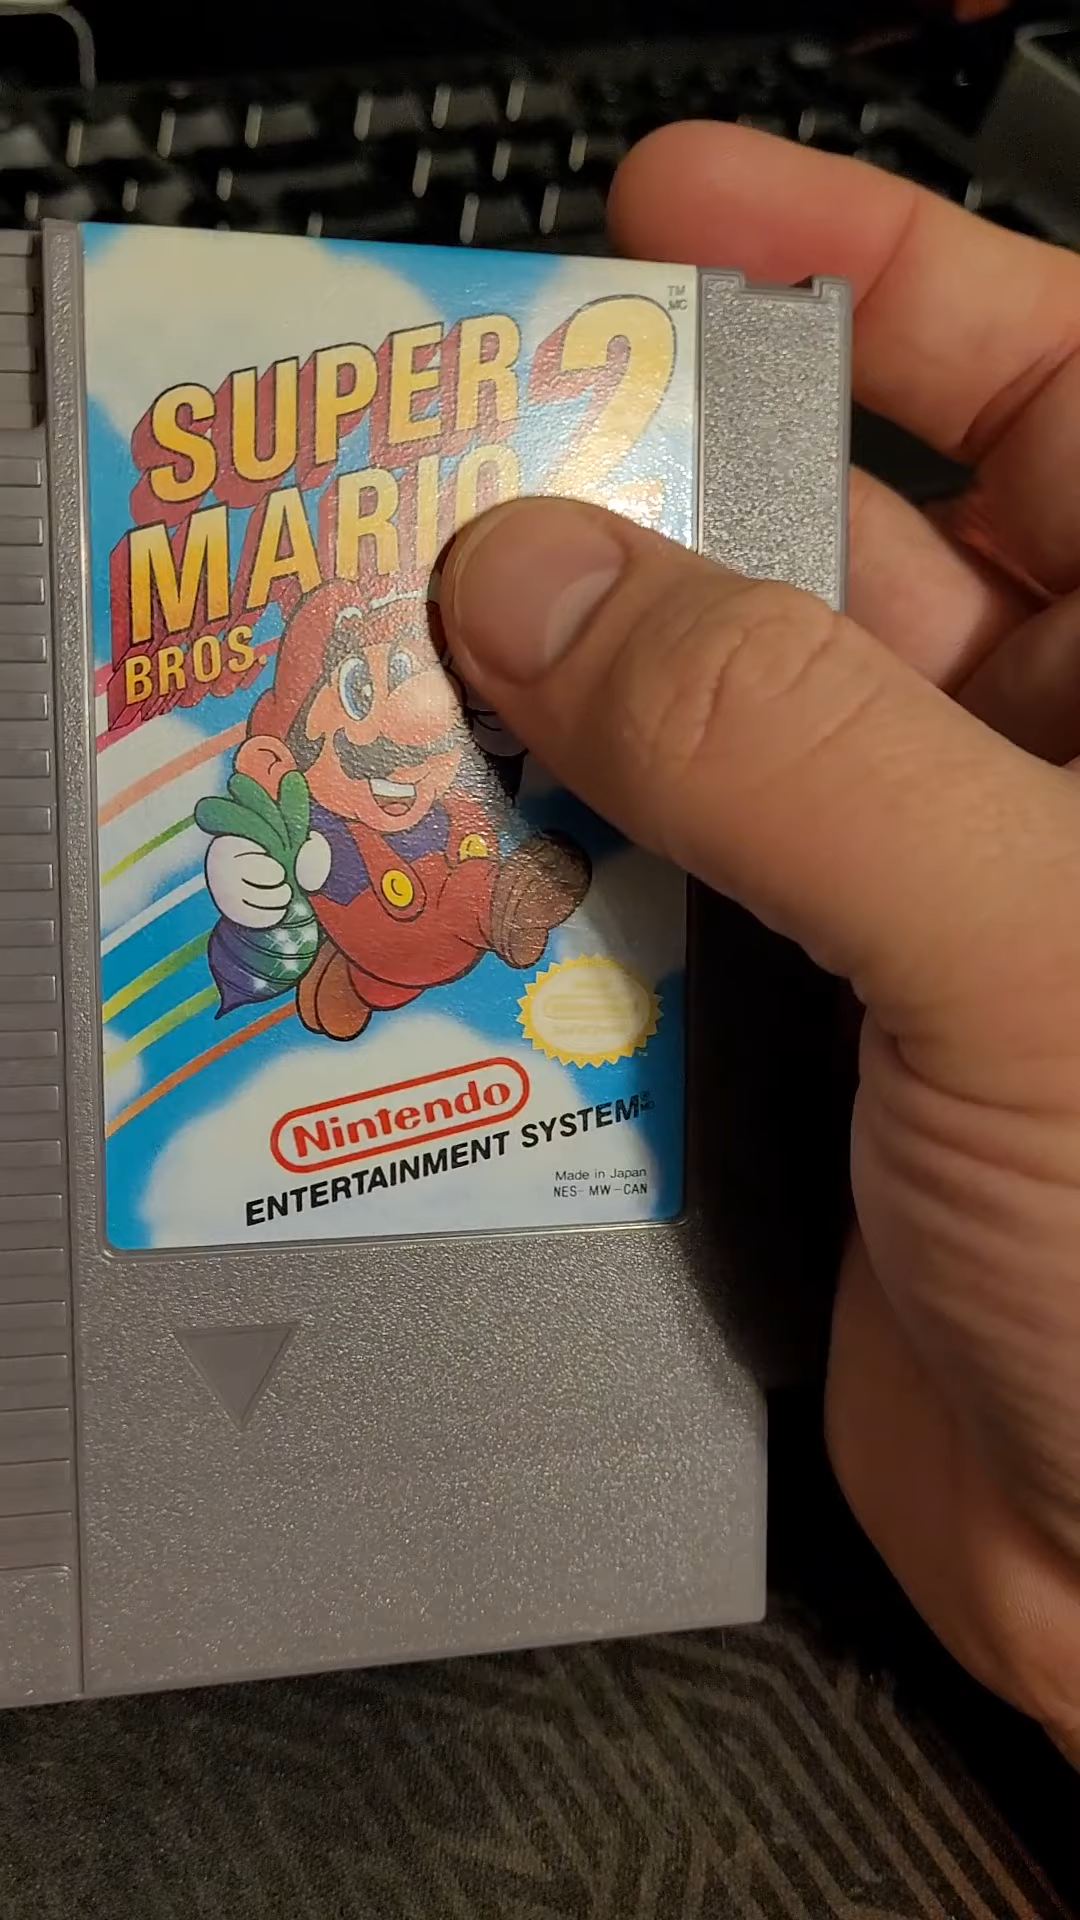 SUPER
MARIO 2
TM
MC
BROS.
Nintendo
ENTERTAINMENT SYSTEM
Made in Japan
NES-MW-CAN